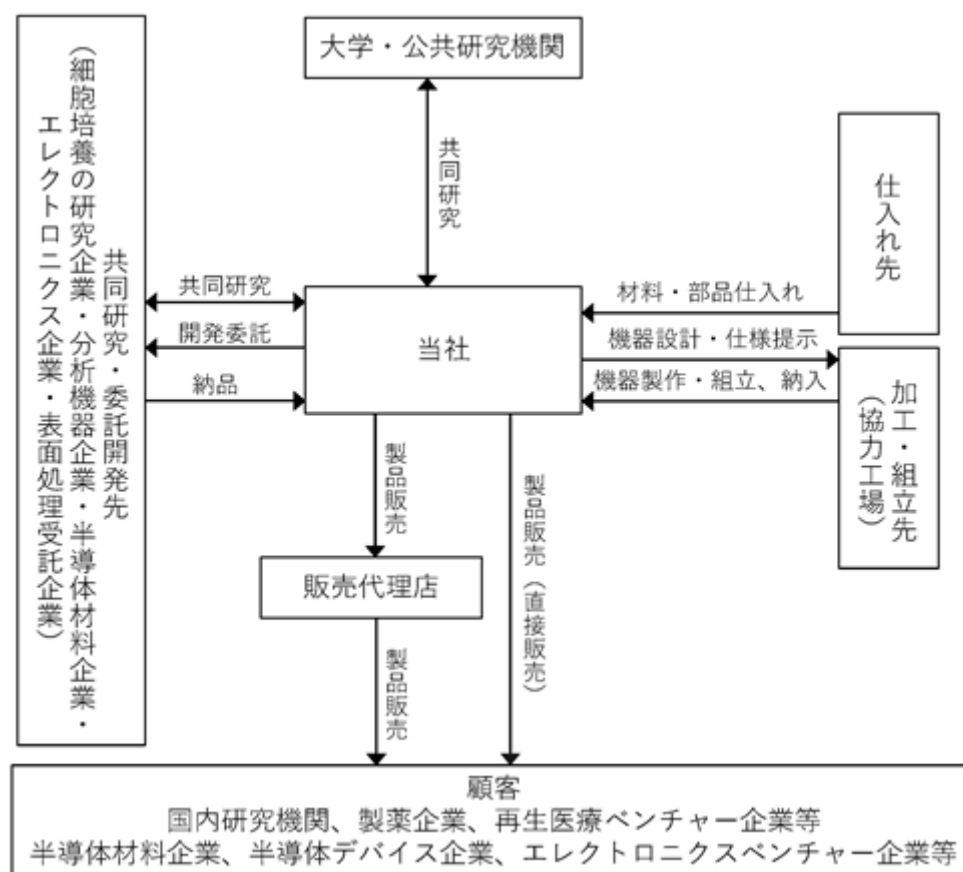 大学・公共研究機関
共同研究
共同研究・委託開発先
（細胞培養の研究企業・分析機器企業・半導体材料企業・
エレクトロニクス企業・表面処理受託企業）
仕入れ先
共同研究
開発委託
納品
当社
材料・部品仕入れ
機器設計・仕様提示
機器製作・組立、納入
加工・組立先
（協力工場）
製品販売
製品販売（直接販売）
販売代理店
製品販売
顧客
国内研究機関、製薬企業、再生医療ベンチャー企業等
半導体材料企業、半導体デバイス企業、エレクトロニクスベンチャー企業等